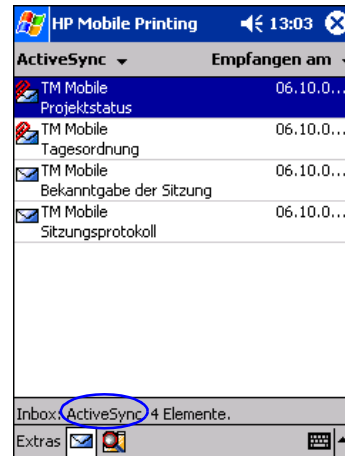 HP Mobile Printing 13:03
ActiveSync Empfangen am
TM Mobile 06.10.0...
Projektstatus
TM Mobile 06.10.0...
Tagesordnung
TM Mobile 06.10.0...
Bekanntgabe der Sitzung
TM Mobile 06.10.0...
Sitzungsprotokoll
Inbox: ActiveSync 4 Elemente.
Extras